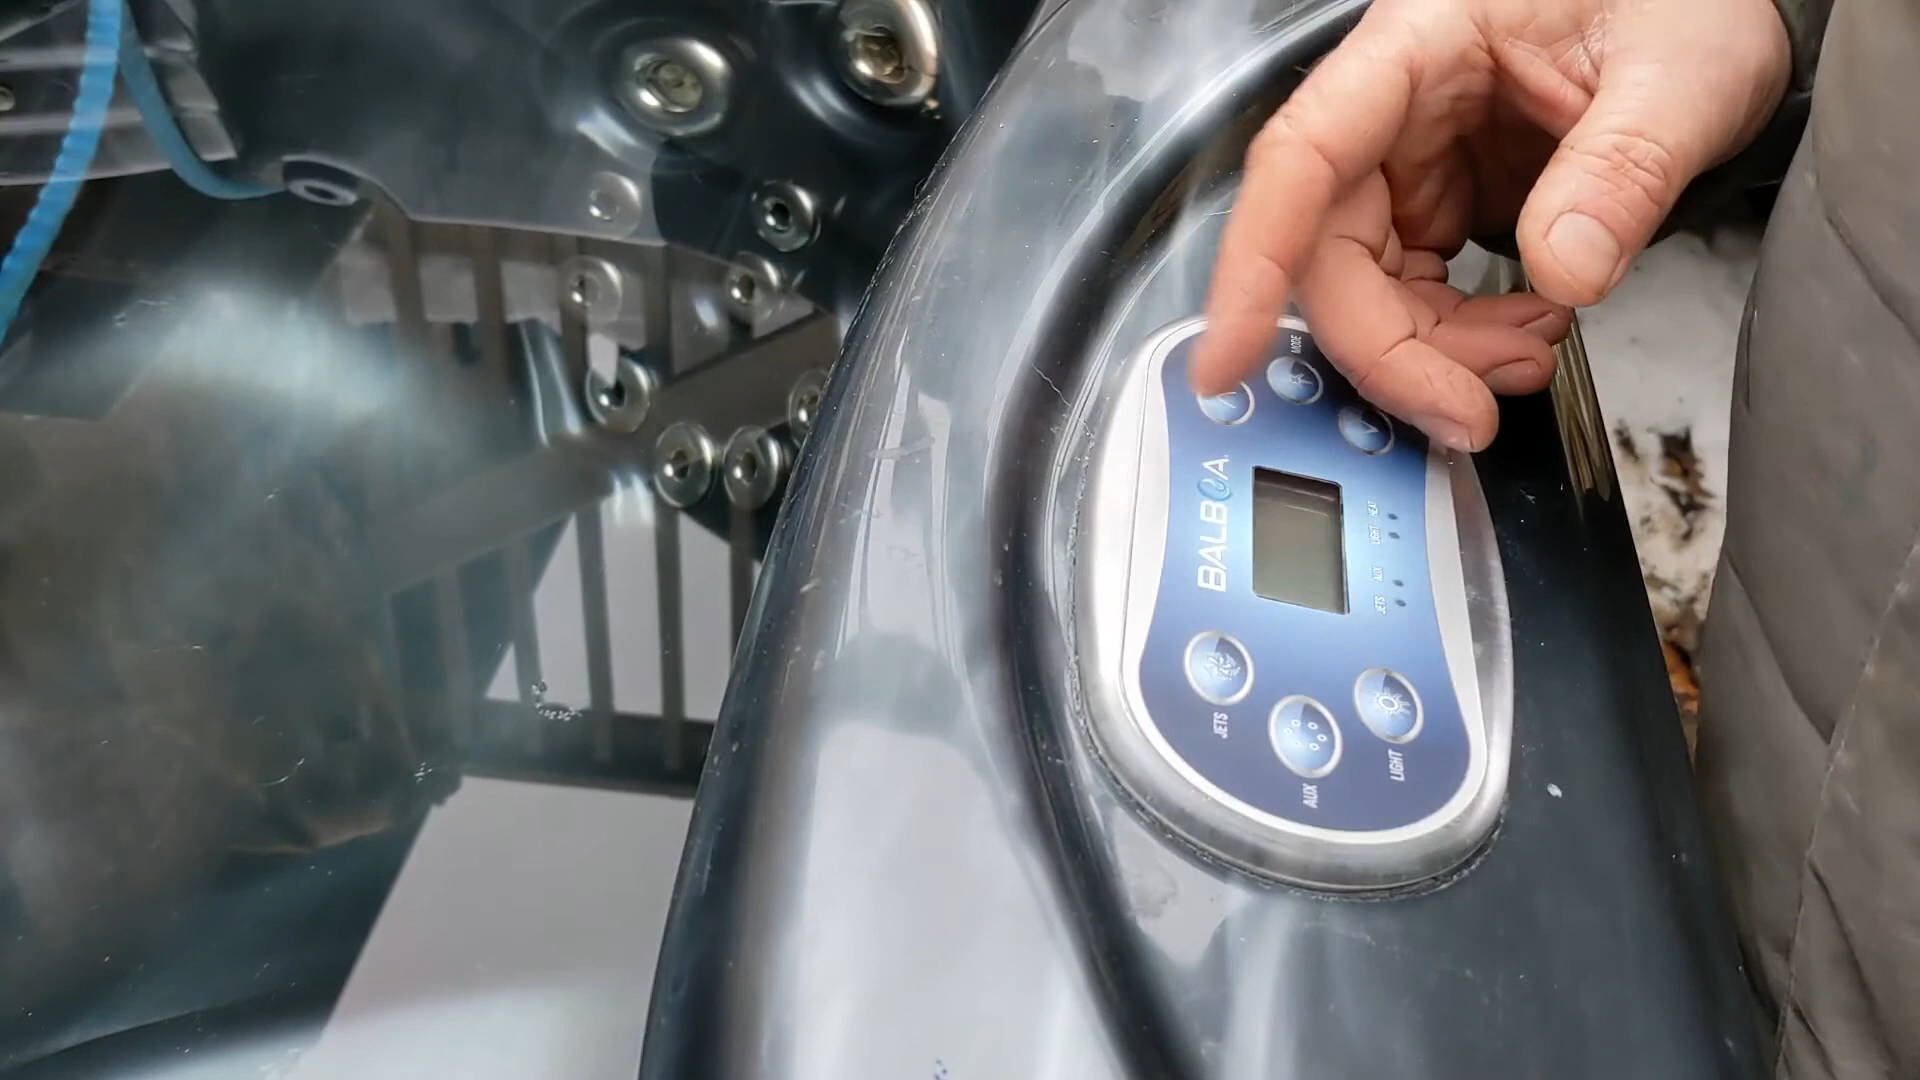 MODE
BALBOA
HEAT
LIGHT
AUX
JETS
JETS
AUX
LIGHT